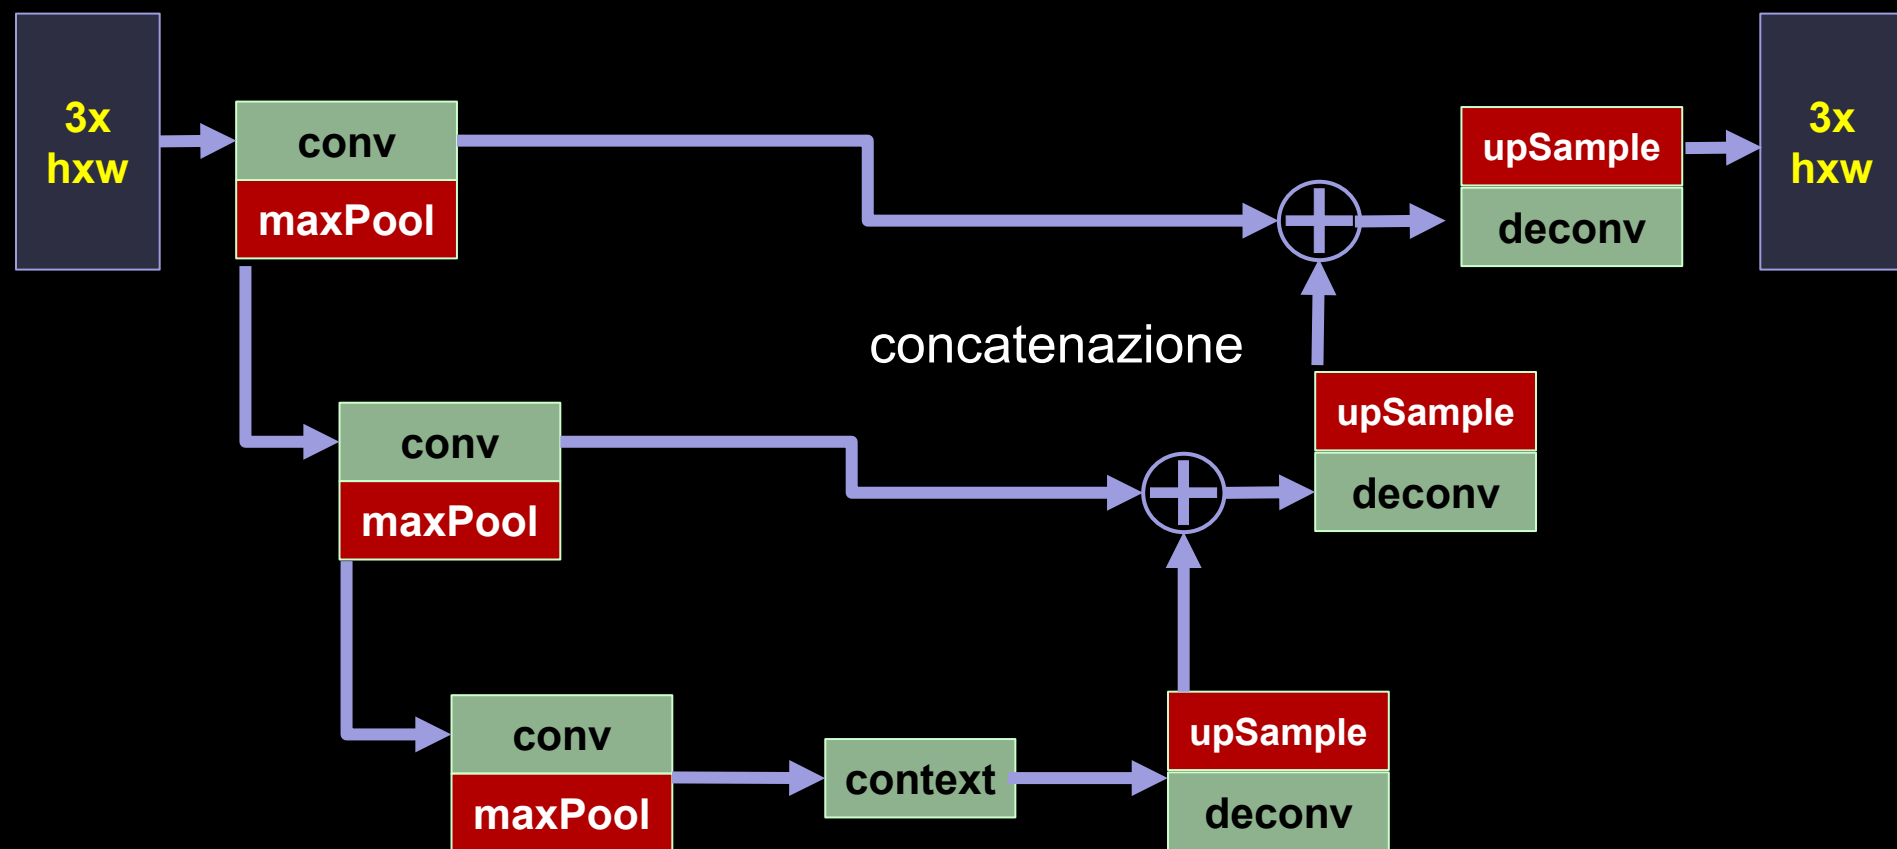 3x
hxw
conv
maxPool
upSample
deconv
3x
hxw
concatenazione
conv
maxPool
upSample
deconv
conv
maxPool
context
upSample
deconv